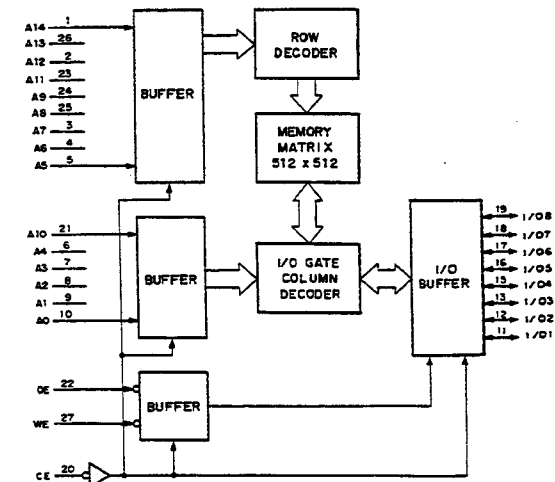 A14 1
A13 26
A12 2
A11 23
A9 24
A8 25
A7 3
A6 4
A5 5
BUFFER
ROW
DECODER
MEMORY
MATRIX
512 x 512
A10 21
A4 6
A3 7
A2 8
A1 9
A0 10
BUFFER
I/O GATE
COLUMN
DECODER
I/O
BUFFER
19 I/O8
18 I/O7
17 I/O6
16 I/O5
15 I/O4
13 I/O3
12 I/O2
11 I/O1
OE 22
WE 27
BUFFER
CE 20